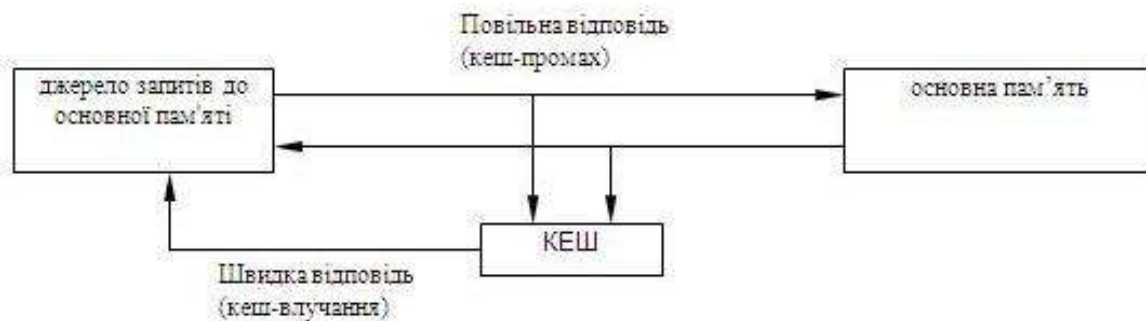 Повільна відповідь
(кеш-промах)
джерело запитів до
основної пам'яті
основна пам’ять
КЕШ
Швидка відповідь
(кеш-влучання)